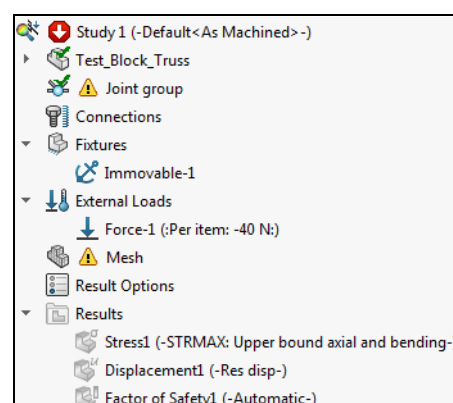 Study 1 (-Default<As Machined>-)
Test_Block_Truss
Joint group
Connections
Fixtures
Immovable-1
External Loads
Force-1 (:Per item: -40 N:)
Mesh
Result Options
Results
Stress1 (-STRMAX: Upper bound axial and bending-
Displacement1 (-Res disp-)
Factor of Safety1 (-Automatic-)